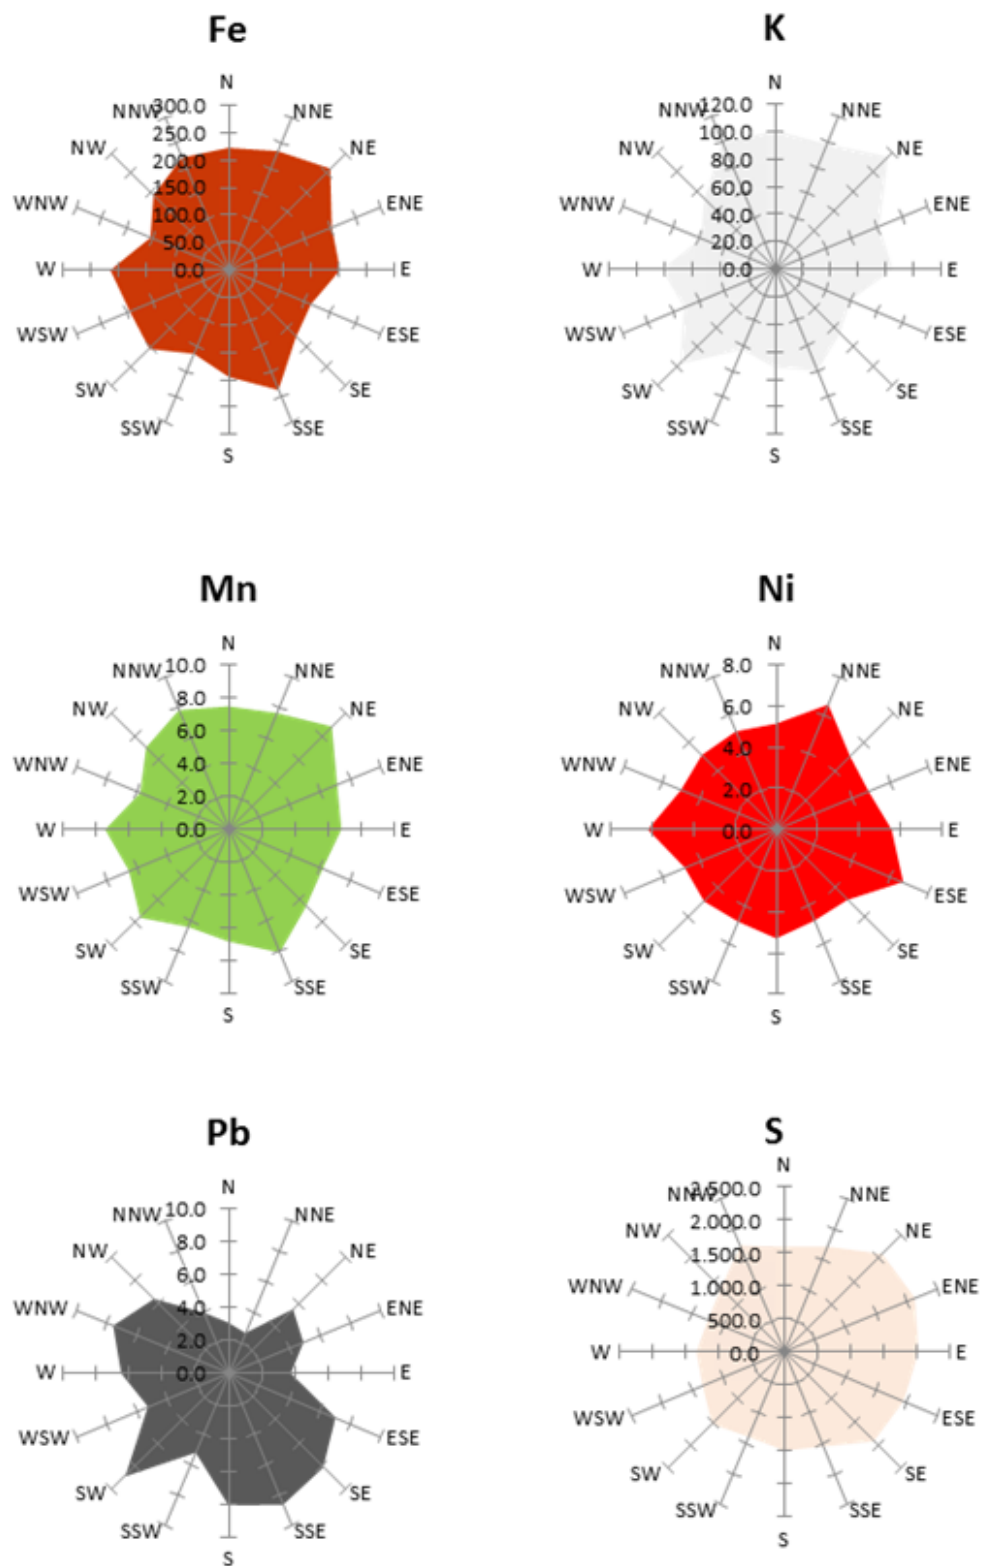 Fe
N
NNE
NE
ENE
E
ESE
SE
SSE
S
SSW
SW
WSW
W
WNW
NW
NNW
300.0
250.0
200.0
150.0
100.0
50.0
0.0
K
N
NNE
NE
ENE
E
ESE
SE
SSE
S
SSW
SW
WSW
W
WNW
NW
NNW
120.0
100.0
80.0
60.0
40.0
20.0
0.0
Mn
N
NNE
NE
ENE
E
ESE
SE
SSE
S
SSW
SW
WSW
W
WNW
NW
NNW
10.0
8.0
6.0
4.0
2.0
0.0
Ni
N
NNE
NE
ENE
E
ESE
SE
SSE
S
SSW
SW
WSW
W
WNW
NW
NNW
8.0
6.0
4.0
2.0
0.0
Pb
N
NNE
NE
ENE
E
ESE
SE
SSE
S
SSW
SW
WSW
W
WNW
NW
NNW
10.0
8.0
6.0
4.0
2.0
0.0
S
N
NNE
NE
ENE
E
ESE
SE
SSE
S
SSW
SW
WSW
W
WNW
NW
NNW
2.500.0
2.000.0
1.500.0
1.000.0
500.0
0.0